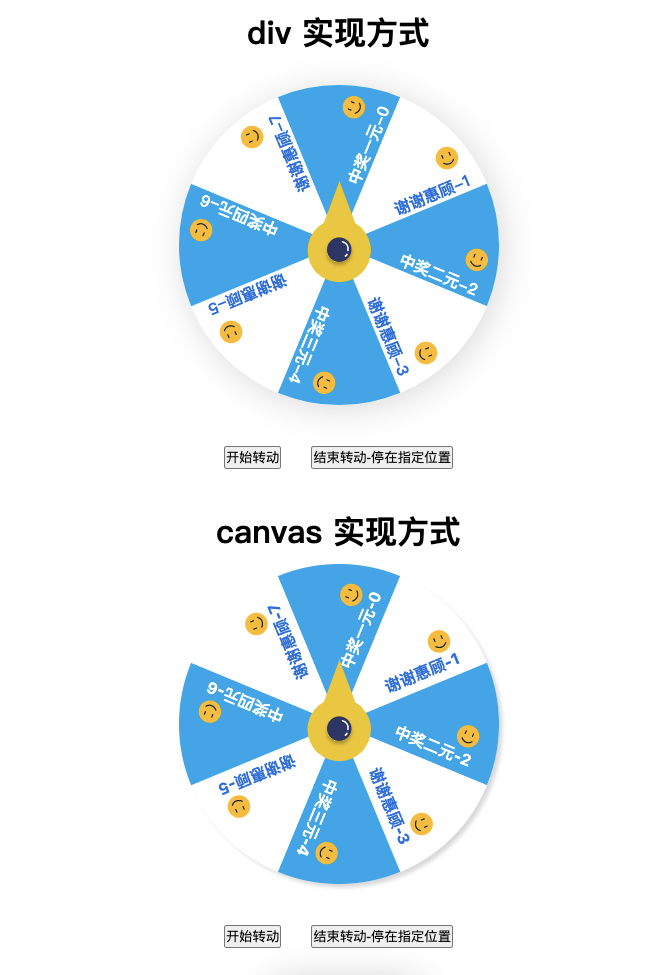 div 实现方式
中奖一元-0
谢谢惠顾-1
中奖二元-2
谢谢惠顾-3
中奖三元-4
谢谢惠顾-5
中奖四元-6
谢谢惠顾-7
开始转动
结束转动-停在指定位置
canvas 实现方式
中奖一元-0
谢谢惠顾-1
中奖二元-2
谢谢惠顾-3
中奖三元-4
谢谢惠顾-5
中奖四元-6
谢谢惠顾-7
开始转动
结束转动-停在指定位置